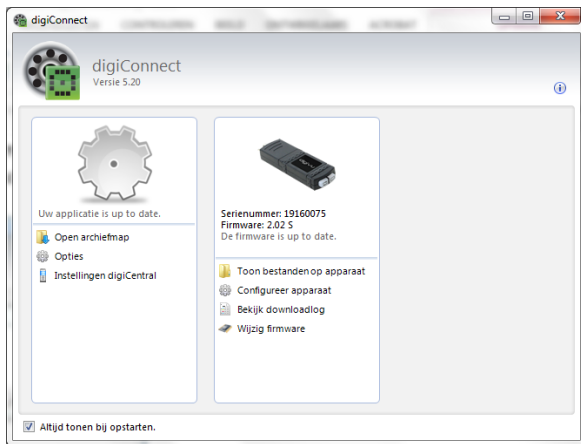 digiConnect
digiConnect
Versie 5.20
Uw applicatie is up to date.
Open archiefmap
Opties
Instellingen digiCentral
Serienummer: 19160075
Firmware: 2.02 S
De firmware is up to date.
Toon bestanden op apparaat
Configureer apparaat
Bekijk downloadlog
Wijzig firmware
Altijd tonen bij opstarten.